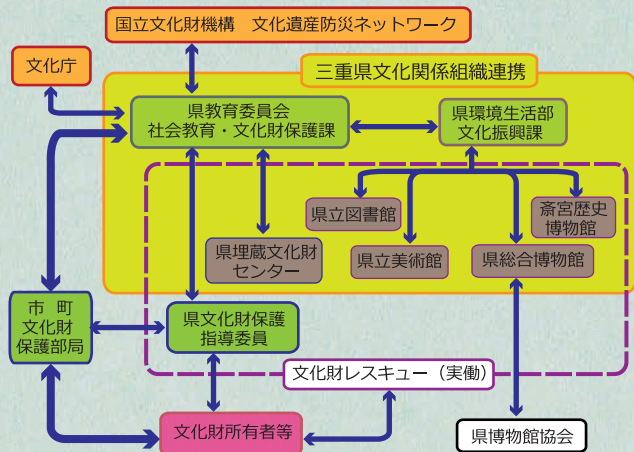 国立文化財機構　文化遺産防災ネットワーク
文化庁
三重県文化関係組織連携
県教育委員会
社会教育・文化財保護課
県環境生活部
文化振興課
県立図書館
斎宮歴史
博物館
県埋蔵文化財
センター
県立美術館
県総合博物館
市 町
文化財
保護部局
県文化財保護
指導委員
文化財レスキュー（実働）
文化財所有者等
県博物館協会